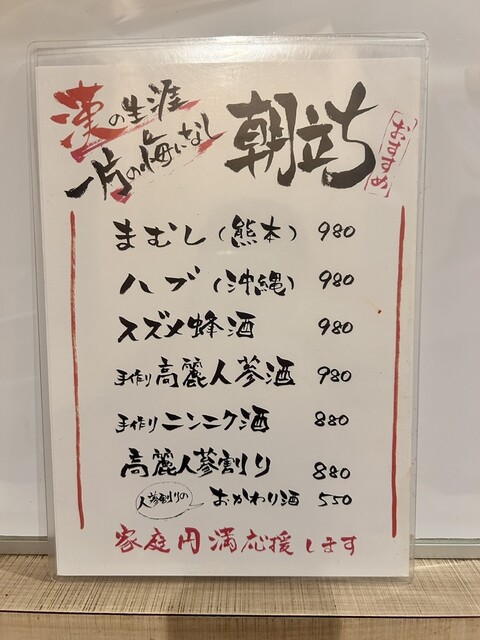 漢の生涯
一片の悔いなし
朝立ち
おすすめ
まむし(熊本) 980
ハブ(沖縄) 980
スズメ蜂酒 980
手作り高麗人参酒 980
手作りニンニク酒 880
高麗人参割り 880
人参割りの おかわり酒 550
家庭円満応援します